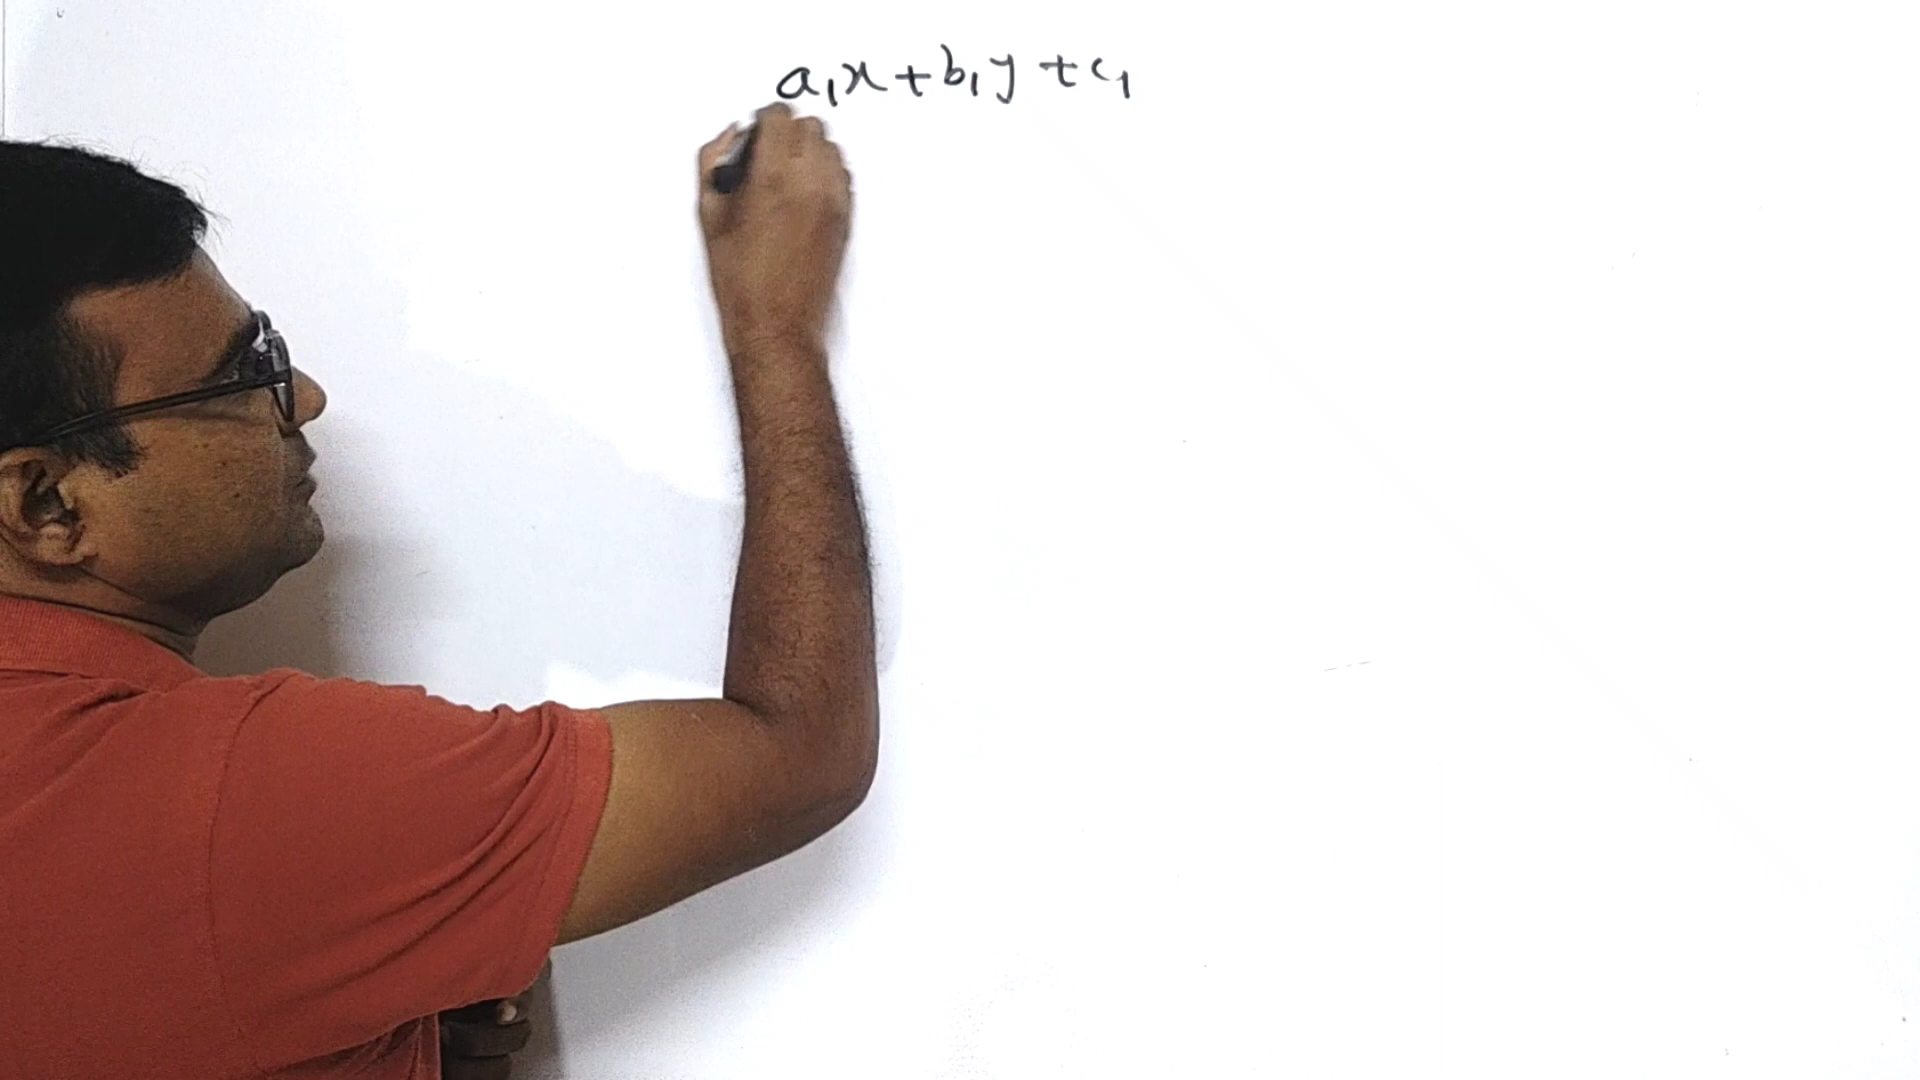 a₁x + b₁y + c₁